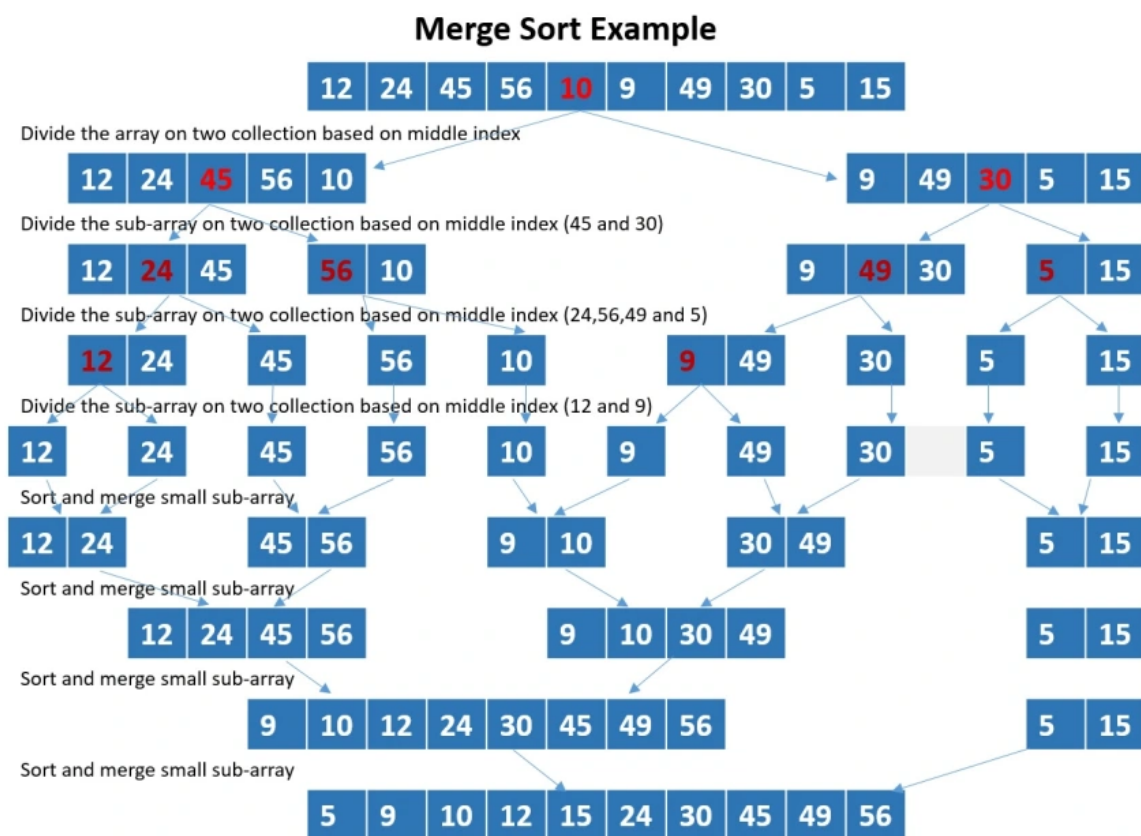 Merge Sort Example
12 24 45 56 10 9 49 30 5 15
Divide the array on two collection based on middle index
12 24 45 56 10 9 49 30 5 15
Divide the sub-array on two collection based on middle index (45 and 30)
12 24 45 56 10 9 49 30 5 15
Divide the sub-array on two collection based on middle index (24,56,49 and 5)
12 24 45 56 10 9 49 30 5 15
Divide the sub-array on two collection based on middle index (12 and 9)
12 24 45 56 10 9 49 30 5 15
Sort and merge small sub-array
12 24 45 56 9 10 30 49 5 15
Sort and merge small sub-array
12 24 45 56 9 10 30 49 5 15
Sort and merge small sub-array
9 10 12 24 30 45 49 56 5 15
Sort and merge small sub-array
5 9 10 12 15 24 30 45 49 56